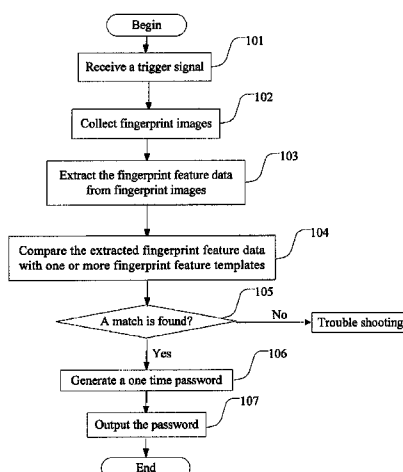 Begin
101
Receive a trigger signal
102
Collect fingerprint images
103
Extract the fingerprint feature data
from fingerprint images
104
Compare the extracted fingerprint feature data
with one or more fingerprint feature templates
105
A match is found?
No
Trouble shooting
Yes
106
Generate a one time password
107
Output the password
End